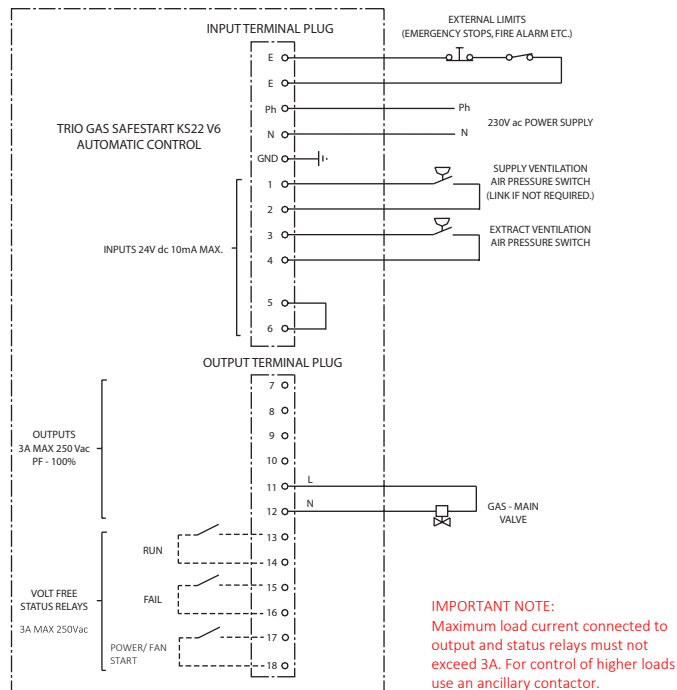 INPUT TERMINAL PLUG
EXTERNAL LIMITS
(EMERGENCY STOPS, FIRE ALARM ETC.)
E
E
Ph
Ph
N
N
230V ac POWER SUPPLY
TRIO GAS SAFESTART KS22 V6
AUTOMATIC CONTROL
GND
1
2
SUPPLY VENTILATION
AIR PRESSURE SWITCH
(LINK IF NOT REQUIRED.)
3
4
EXTRACT VENTILATION
AIR PRESSURE SWITCH
INPUTS 24V dc 10mA MAX.
5
6
OUTPUT TERMINAL PLUG
7
8
9
10
OUTPUTS
3A MAX 250 Vac
PF - 100%
11
L
12
N
GAS - MAIN
VALVE
13
RUN
14
15
FAIL
16
VOLT FREE
STATUS RELAYS
3A MAX 250Vac
17
POWER/ FAN
START
18
IMPORTANT NOTE:
Maximum load current connected to
output and status relays must not
exceed 3A. For control of higher loads
use an ancillary contactor.